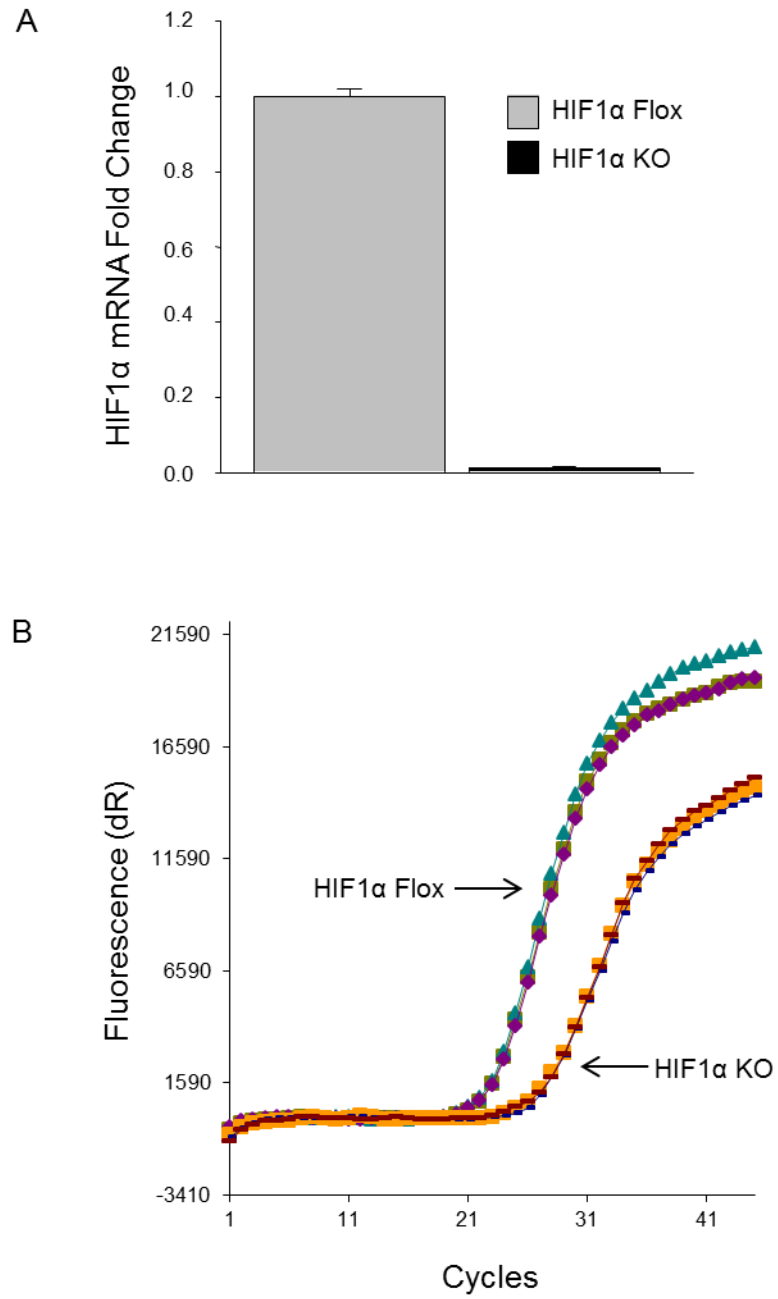 A
HIF1α mRNA Fold Change
1.2
1.0
0.8
0.6
0.4
0.2
0.0
HIF1α Flox
HIF1α KO
B
Fluorescence (dR)
21590
16590
11590
6590
1590
-3410
HIF1α Flox
HIF1α KO
1
11
21
31
41
Cycles